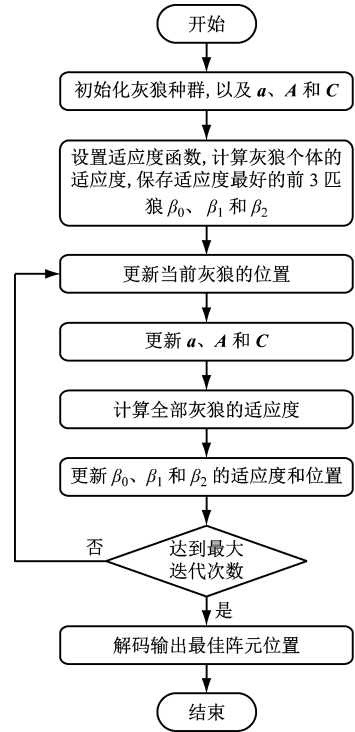 开始
初始化灰狼种群,以及 a、A 和 C
设置适应度函数,计算灰狼个体的
适应度,保存适应度最好的前 3 匹
狼 β₀、β₁ 和 β₂
更新当前灰狼的位置
更新 a、A 和 C
计算全部灰狼的适应度
更新 β₀、β₁ 和 β₂ 的适应度和位置
达到最大
迭代次数
否
是
解码输出最佳阵元位置
结束